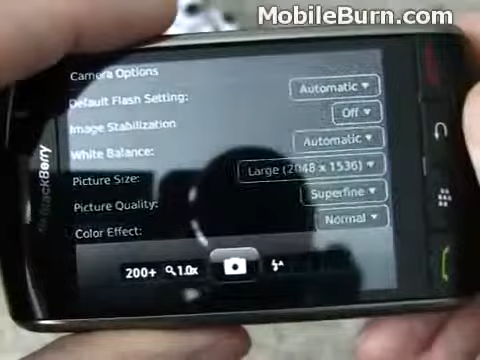 MobileBurn.com
Camera Options
Default Flash Setting: Automatic
Image Stabilization Off
White Balance: Automatic
Picture Size: Large (2048 x 1536)
Picture Quality: Superfine
Color Effect: Normal
200+ 1.0x
BlackBerry